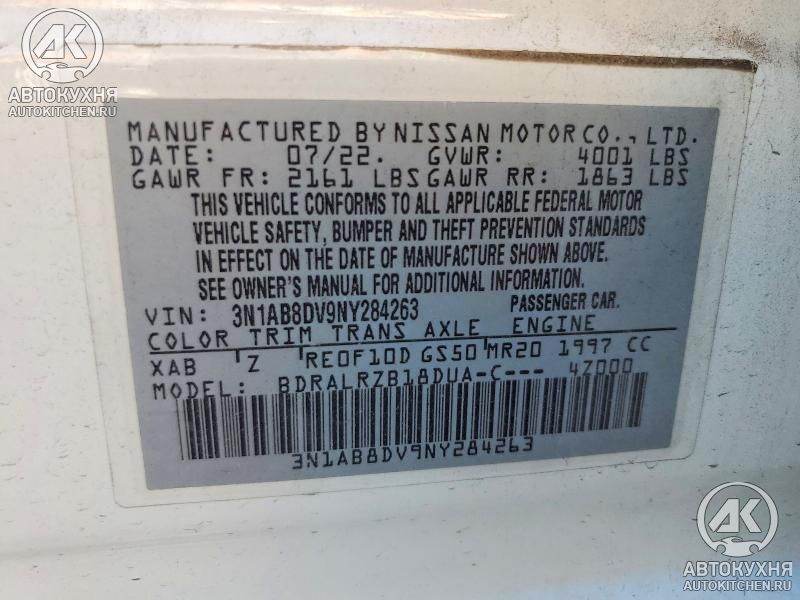 AK
АВТОКУХНЯ
AUTOKITCHEN.RU
MANUFACTURED BY NISSAN MOTOR CO., LTD.
DATE: 07/22. GVWR: 4001 LBS
GAWR FR: 2161 LBS GAWR RR: 1863 LBS
THIS VEHICLE CONFORMS TO ALL APPLICABLE FEDERAL MOTOR
VEHICLE SAFETY, BUMPER AND THEFT PREVENTION STANDARDS
IN EFFECT ON THE DATE OF MANUFACTURE SHOWN ABOVE.
SEE OWNER'S MANUAL FOR ADDITIONAL INFORMATION.
VIN: 3N1AB8DV9NY284263 PASSENGER CAR.
COLOR TRIM TRANS AXLE ENGINE
XAB Z RE0F10D GS50 MR20 1997 CC
MODEL: BDRALRZB18DUA-C--- 4Z000
3N1AB8DV9NY284263
AK
АВТОКУХНЯ
AUTOKITCHEN.RU